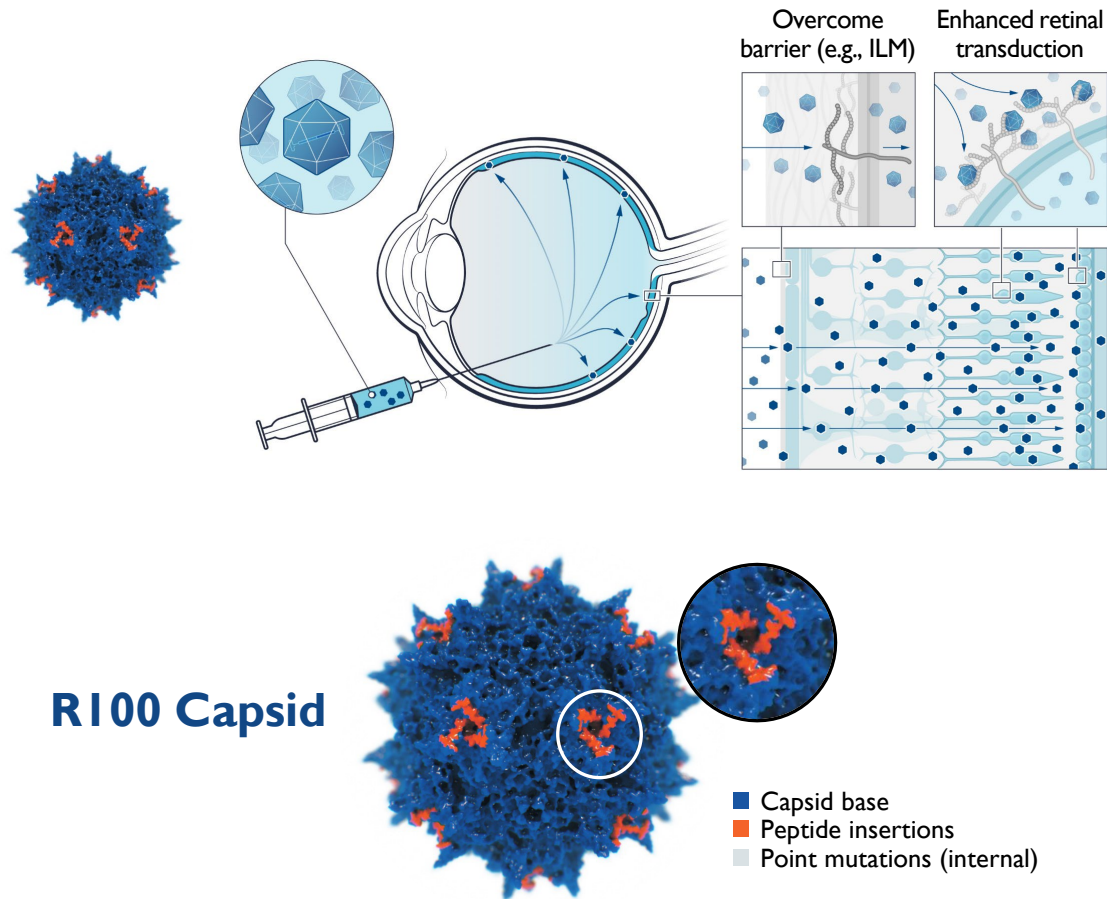 Overcome
barrier (e.g., ILM)
Enhanced retinal
transduction
R100 Capsid
Capsid base
Peptide insertions
Point mutations (internal)